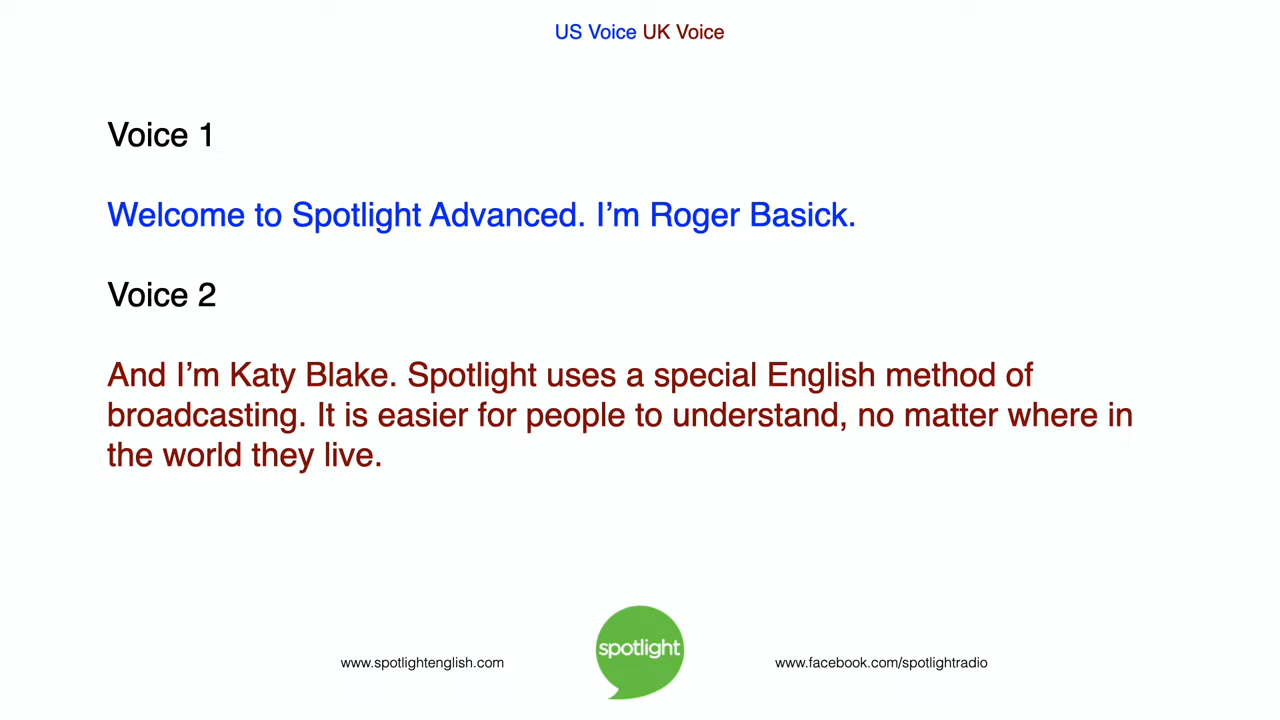 US Voice UK Voice
Voice 1
Welcome to Spotlight Advanced. I’m Roger Basick.
Voice 2
And I’m Katy Blake. Spotlight uses a special English method of
broadcasting. It is easier for people to understand, no matter where in
the world they live.
www.spotlightenglish.com
spotlight
www.facebook.com/spotlightradio